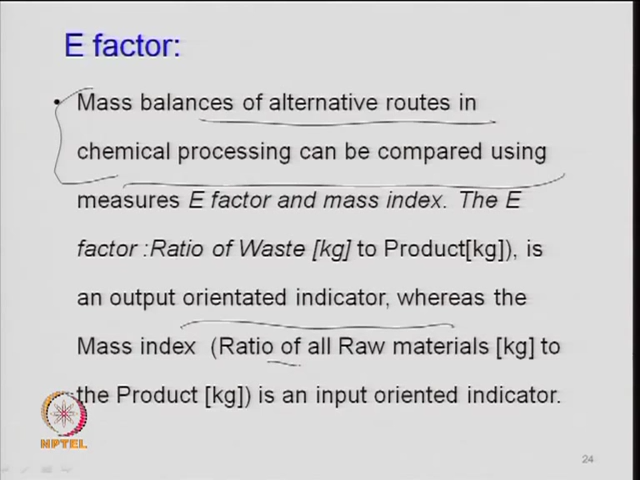 E factor:
• Mass balances of alternative routes in
chemical processing can be compared using
measures E factor and mass index. The E
factor :Ratio of Waste [kg] to Product[kg]), is
an output orientated indicator, whereas the
Mass index (Ratio of all Raw materials [kg] to
the Product [kg]) is an input oriented indicator.
NPTEL
24